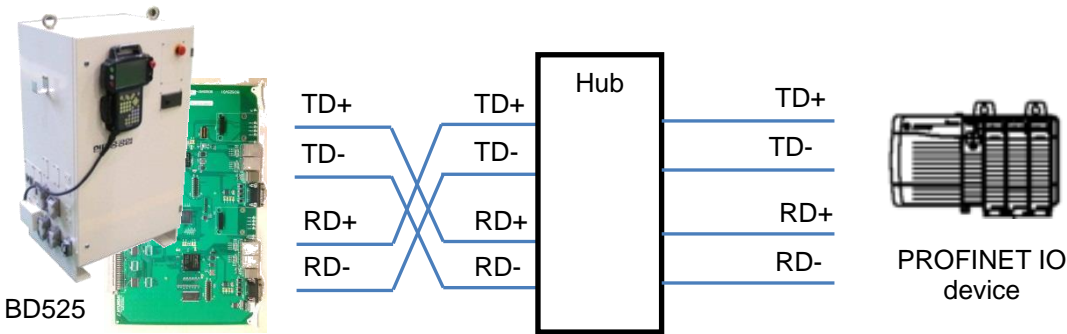 Hub
TD+ TD+ TD+
TD- TD- TD-
RD+ RD+ RD+
RD- RD- RD-
PROFINET IO
device
BD525